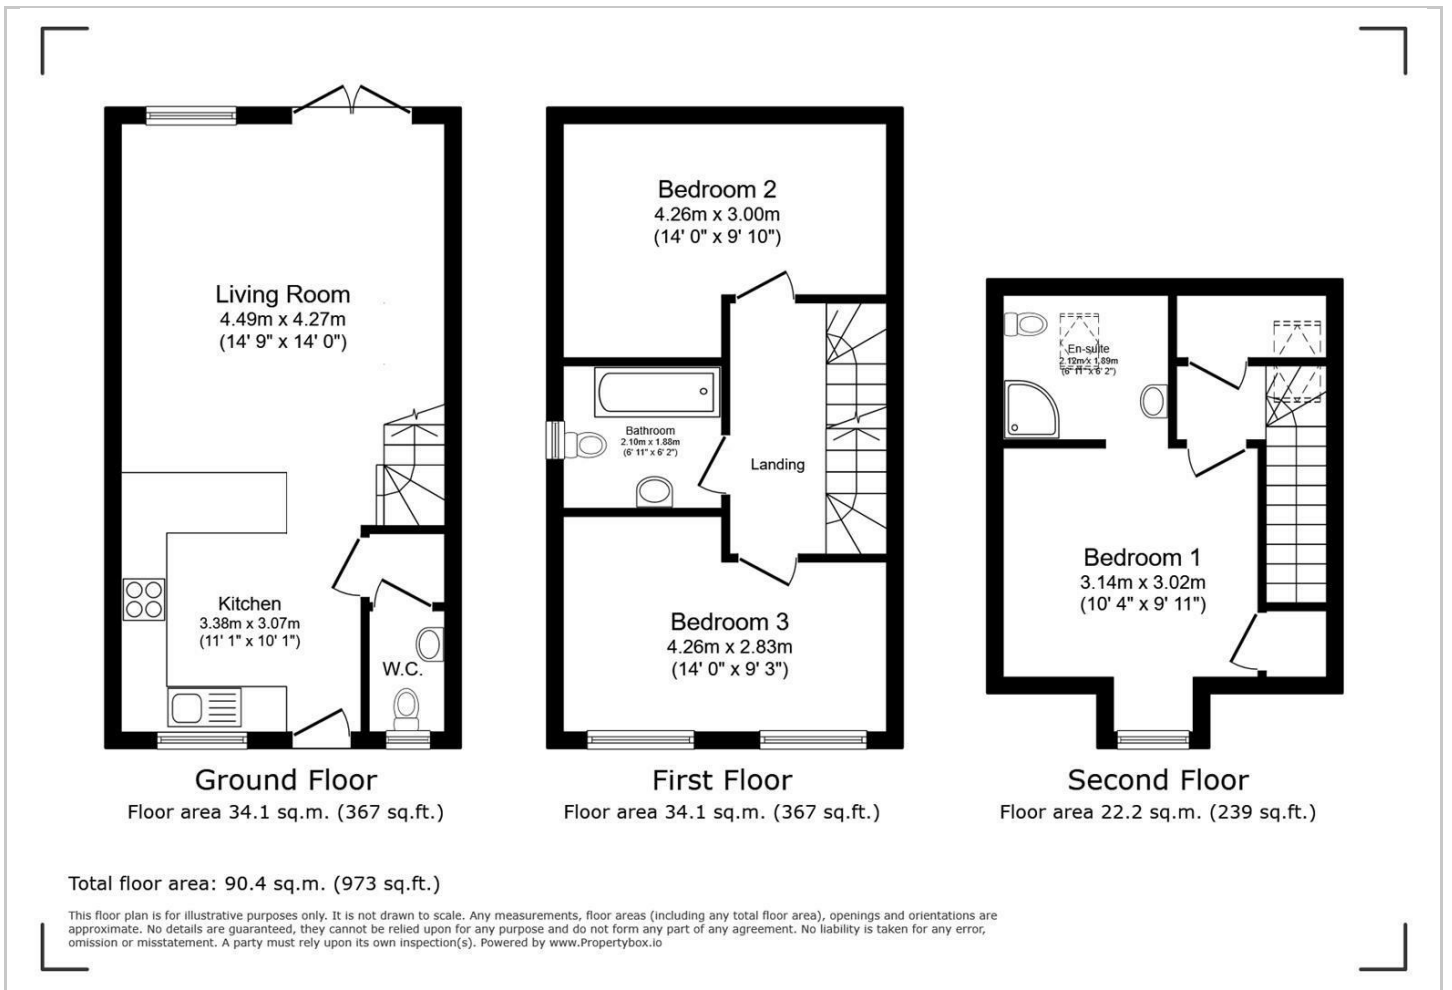 Living Room
4.49m x 4.27m
(14' 9" x 14' 0")
Kitchen
3.38m x 3.07m
(11' 1" x 10' 1")
W.C.
Ground Floor
Floor area 34.1 sq.m. (367 sq.ft.)
Bedroom 2
4.26m x 3.00m
(14' 0" x 9' 10")
Bathroom
2.10m x 1.88m
(6' 11" x 6' 2")
Landing
Bedroom 3
4.26m x 2.83m
(14' 0" x 9' 3")
First Floor
Floor area 34.1 sq.m. (367 sq.ft.)
En-suite
2.12m x 1.89m
(6' 11" x 6' 2")
Bedroom 1
3.14m x 3.02m
(10' 4" x 9' 11")
Second Floor
Floor area 22.2 sq.m. (239 sq.ft.)
Total floor area: 90.4 sq.m. (973 sq.ft.)
This floor plan is for illustrative purposes only. It is not drawn to scale. Any measurements, floor areas (including any total floor area), openings and orientations are
approximate. No details are guaranteed, they cannot be relied upon for any purpose and do not form any part of any agreement. No liability is taken for any error,
omission or misstatement. A party must rely upon its own inspection(s). Powered by www.Propertybox.io